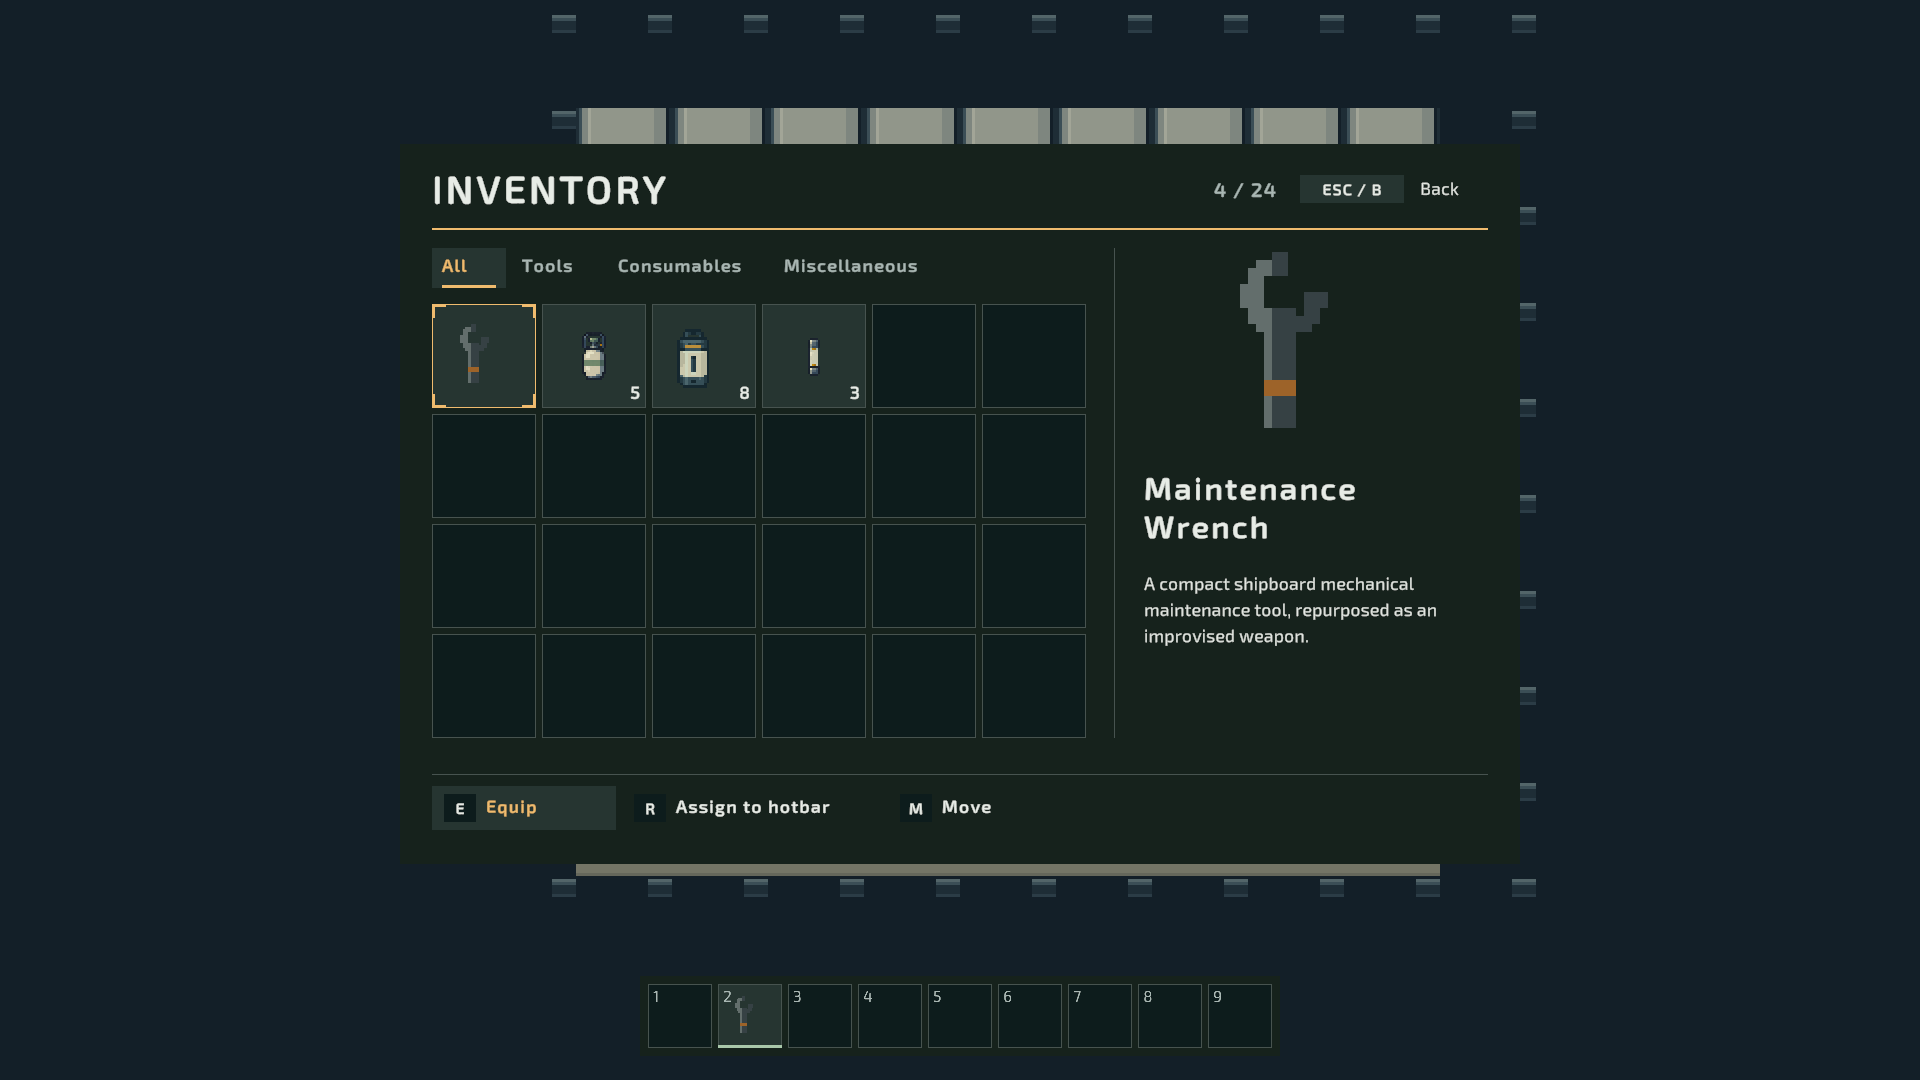 INVENTORY
4 / 24
ESC / B
Back
All
Tools
Consumables
Miscellaneous
5
8
3
Maintenance
Wrench
A compact shipboard mechanical
maintenance tool, repurposed as an
improvised weapon.
E
Equip
R
Assign to hotbar
M
Move
1
2
3
4
5
6
7
8
9